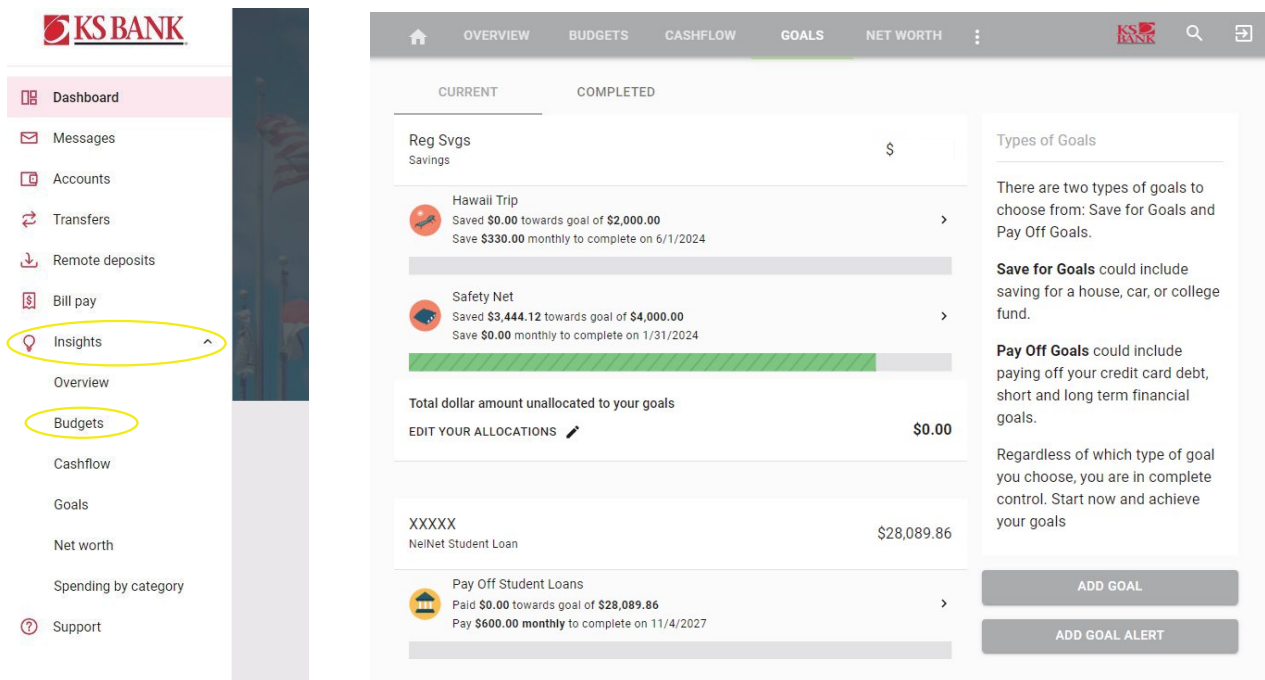 KS BANK
Dashboard
Messages
Accounts
Transfers
Remote deposits
Bill pay
Insights
Overview
Budgets
Cashflow
Goals
Net worth
Spending by category
Support
OVERVIEW BUDGETS CASHFLOW GOALS NET WORTH KS BANK
CURRENT COMPLETED
Reg Svgs
Savings
$
Hawaii Trip
Saved $0.00 towards goal of $2,000.00
Save $330.00 monthly to complete on 6/1/2024
Safety Net
Saved $3,444.12 towards goal of $4,000.00
Save $0.00 monthly to complete on 1/31/2024
Total dollar amount unallocated to your goals
EDIT YOUR ALLOCATIONS $0.00
XXXXX
NelNet Student Loan
$28,089.86
Pay Off Student Loans
Paid $0.00 towards goal of $28,089.86
Pay $600.00 monthly to complete on 11/4/2027
Types of Goals
There are two types of goals to
choose from: Save for Goals and
Pay Off Goals.
Save for Goals could include
saving for a house, car, or college
fund.
Pay Off Goals could include
paying off your credit card debt,
short and long term financial
goals.
Regardless of which type of goal
you choose, you are in complete
control. Start now and achieve
your goals
ADD GOAL
ADD GOAL ALERT